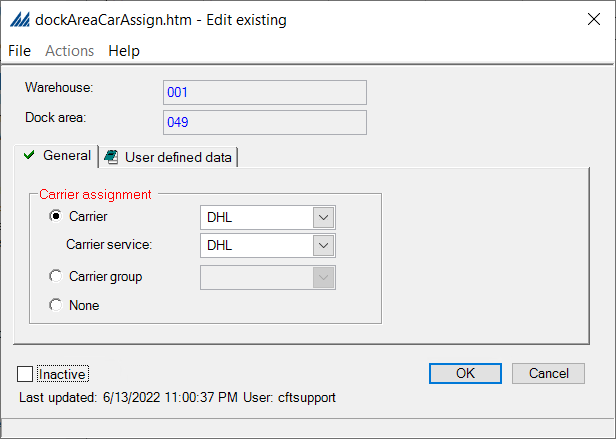 dockAreaCarAssign.htm - Edit existing
File Actions Help
Warehouse: 001
Dock area: 049
General User defined data
Carrier assignment
Carrier DHL
Carrier service: DHL
Carrier group
None
Inactive OK Cancel
Last updated: 6/13/2022 11:00:37 PM User: cftsupport